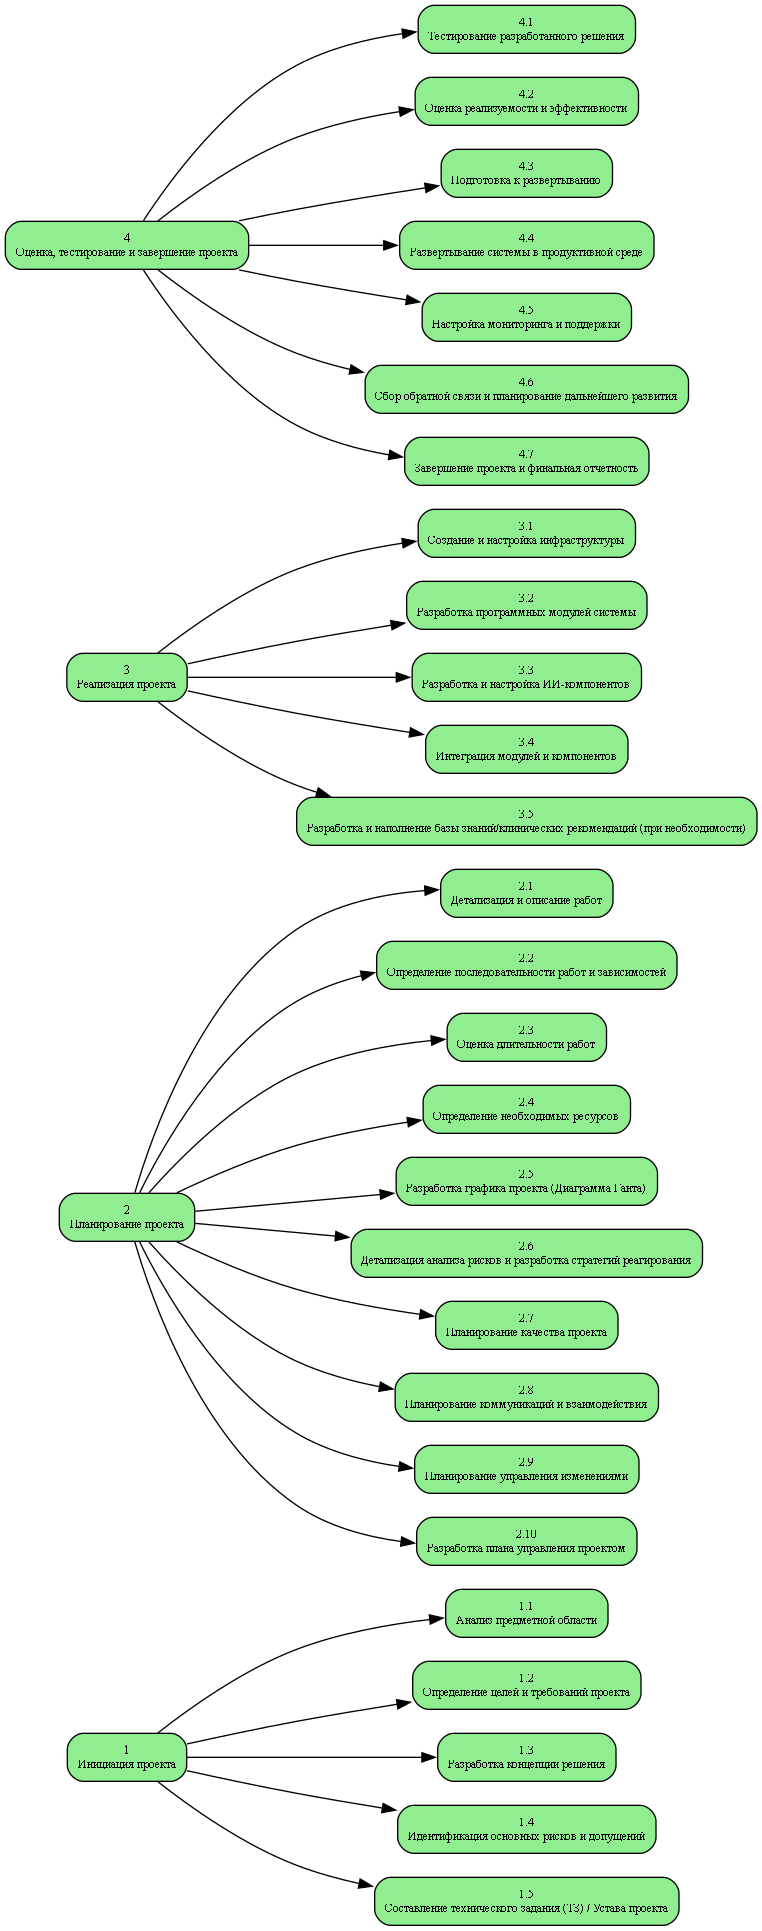 4.1
Тестирование разработанного решения
4.2
Оценка реализуемости и эффективности
4.3
Подготовка к развертыванию
4
Оценка, тестирование и завершение проекта
4.4
Развертывание системы в продуктивной среде
4.5
Настройка мониторинга и поддержки
4.6
Сбор обратной связи и планирование дальнейшего развития
4.7
Завершение проекта и финальная отчетность
3.1
Создание и настройка инфраструктуры
3.2
Разработка программных модулей системы
3
Реализация проекта
3.3
Разработка и настройка ИИ-компонентов
3.4
Интеграция модулей и компонентов
3.5
Разработка и наполнение базы знаний/клинических рекомендаций (при необходимости)
2.1
Детализация и описание работ
2.2
Определение последовательности работ и зависимостей
2.3
Оценка длительности работ
2.4
Определение необходимых ресурсов
2.5
Разработка графика проекта (Диаграмма Ганта)
2
Планирование проекта
2.6
Детализация анализа рисков и разработка стратегий реагирования
2.7
Планирование качества проекта
2.8
Планирование коммуникаций и взаимодействия
2.9
Планирование управления изменениями
2.10
Разработка плана управления проектом
1.1
Анализ предметной области
1.2
Определение целей и требований проекта
1
Инициация проекта
1.3
Разработка концепции решения
1.4
Идентификация основных рисков и допущений
1.5
Составление технического задания (ТЗ) / Устава проекта